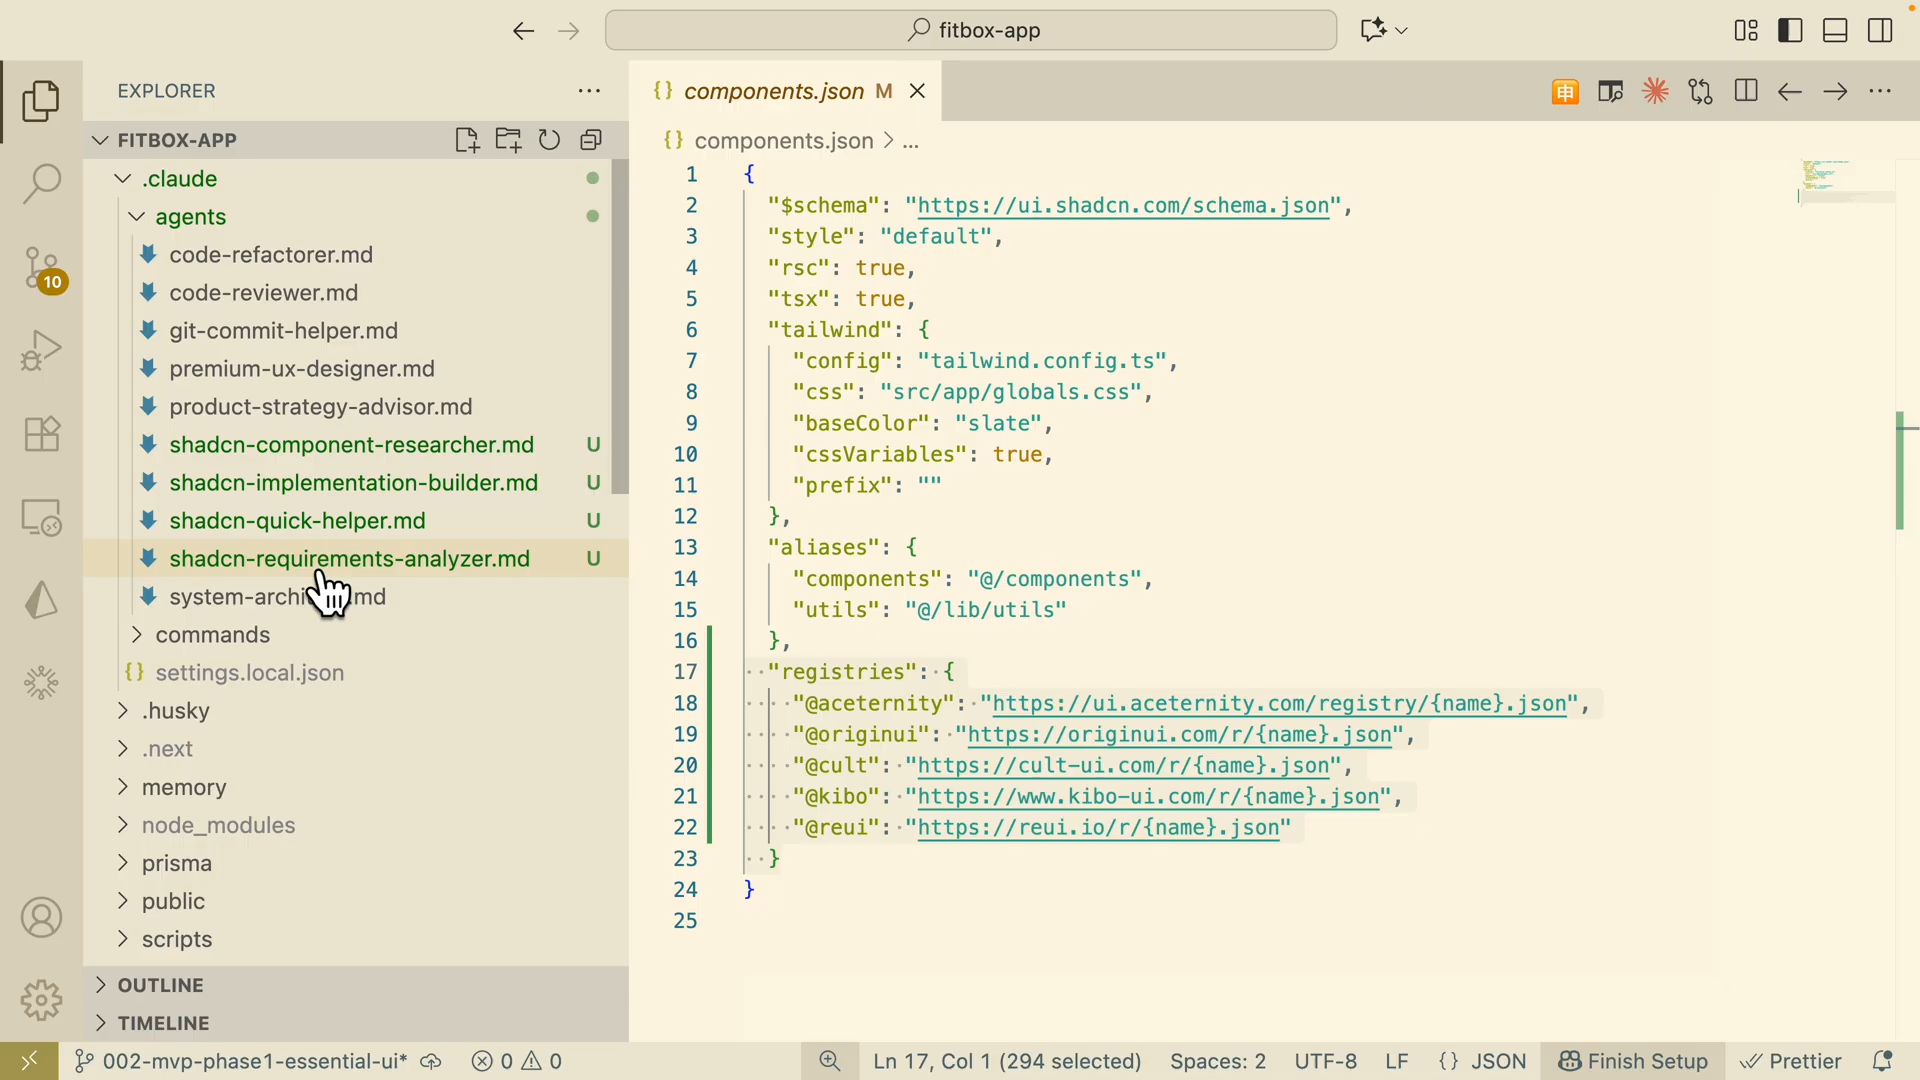 fitbox-app
EXPLORER
FITBOX-APP
.claude
agents
code-refactorer.md
code-reviewer.md
git-commit-helper.md
premium-ux-designer.md
product-strategy-advisor.md
shadcn-component-researcher.md U
shadcn-implementation-builder.md U
shadcn-quick-helper.md U
shadcn-requirements-analyzer.md U
commands
settings.local.json
.husky
.next
memory
node_modules
prisma
public
scripts
OUTLINE
TIMELINE
10
components.json M
申
components.json > ...
1 {
2 "$schema": "https://ui.shadcn.com/schema.json",
3 "style": "default",
4 "rsc": true,
5 "tsx": true,
6 "tailwind": {
7 "config": "tailwind.config.ts",
8 "css": "src/app/globals.css",
9 "baseColor": "slate",
10 "cssVariables": true,
11 "prefix": ""
12 },
13 "aliases": {
14 "components": "@/components",
15 "utils": "@/lib/utils"
16 },
17 "registries": {
18 "@aceternity": "https://ui.aceternity.com/registry/{name}.json",
19 "@originui": "https://originui.com/r/{name}.json",
20 "@cult": "https://cult-ui.com/r/{name}.json",
21 "@kibo": "https://www.kibo-ui.com/r/{name}.json",
22 "@reui": "https://reui.io/r/{name}.json"
23 }
24 }
25
002-mvp-phase1-essential-ui* 0 0 Ln 17, Col 1 (294 selected) Spaces: 2 UTF-8 LF {} JSON Finish Setup Prettier